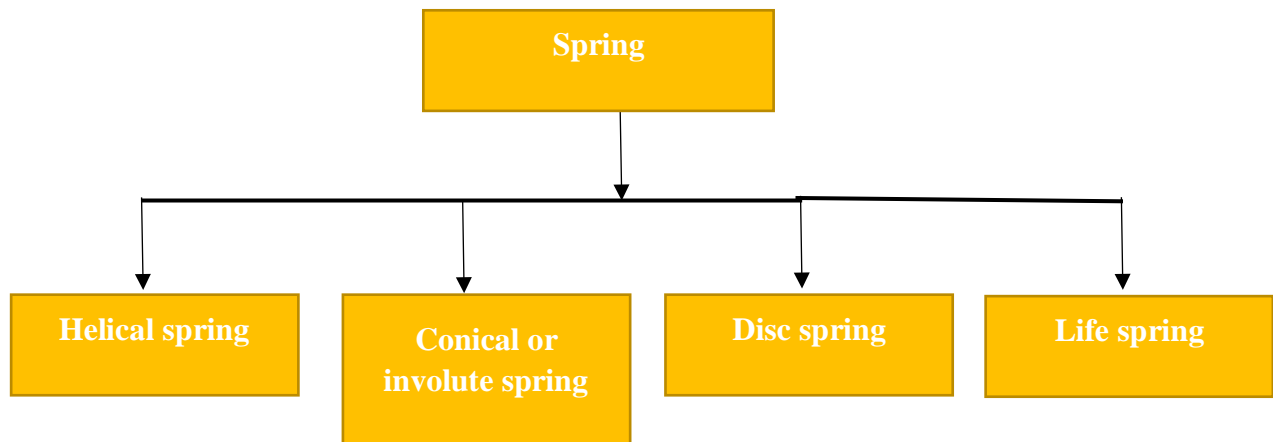 Spring
Helical spring
Conical or
involute spring
Disc spring
Life spring